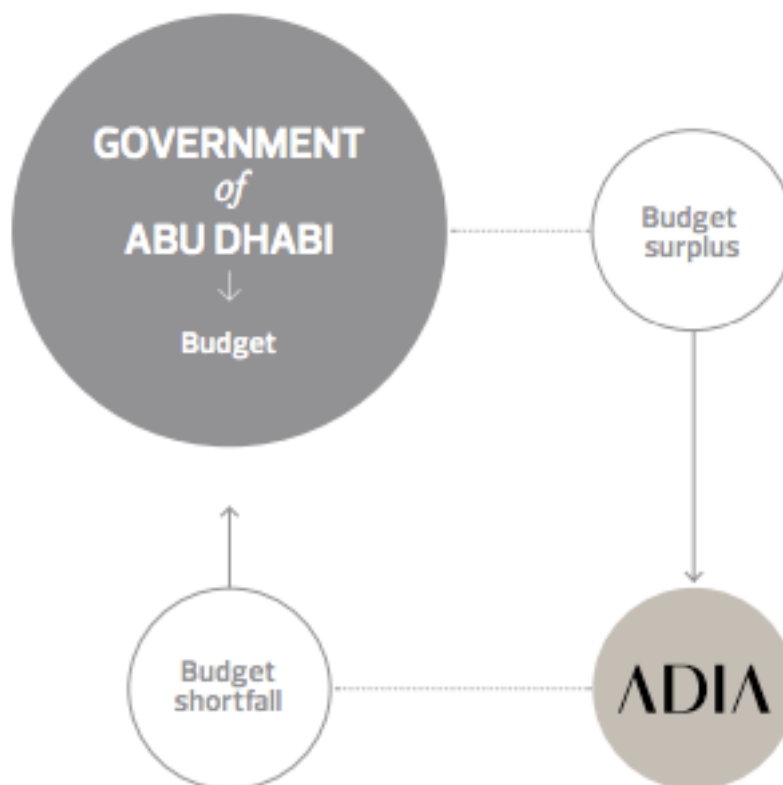 GOVERNMENT
of
ABU DHABI
Budget
Budget
surplus
Budget
shortfall
ADIA